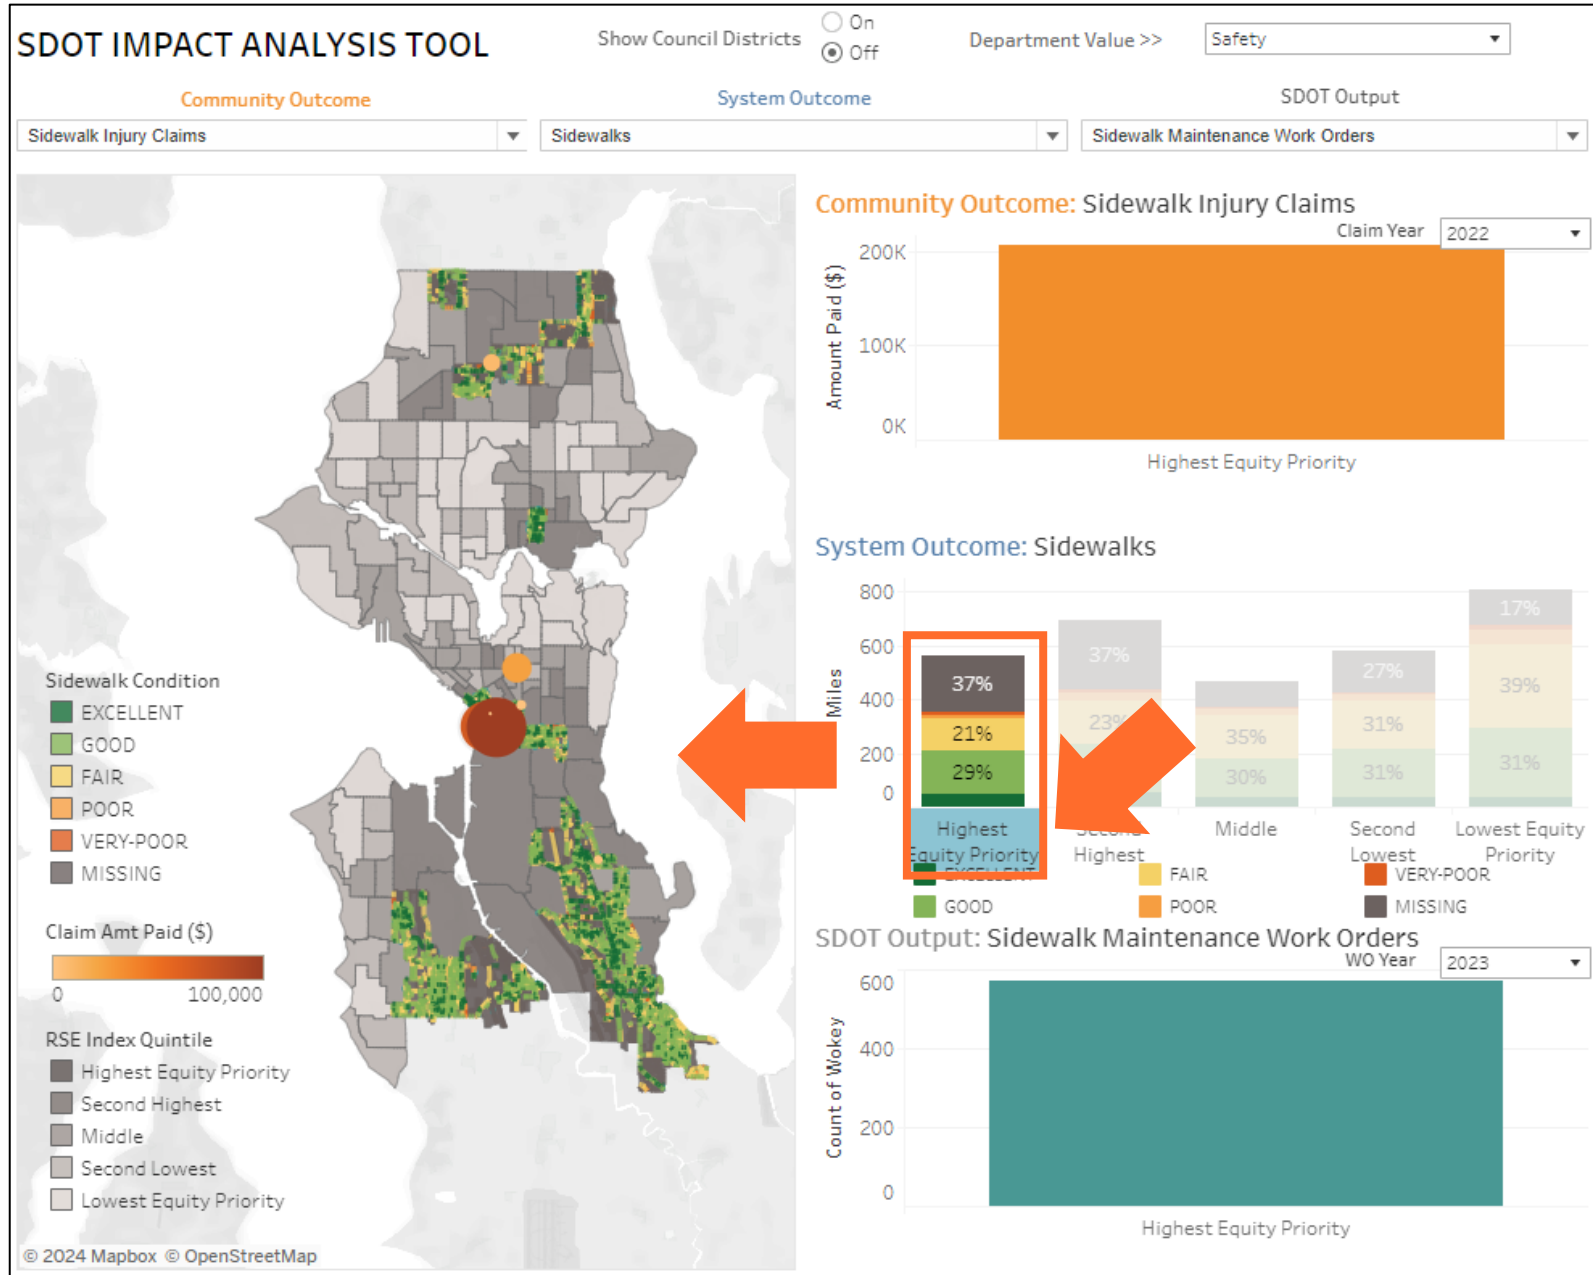 SDOT IMPACT ANALYSIS TOOL
Show Council Districts
On
Off
Department Value >>
Safety
Community Outcome
System Outcome
SDOT Output
Sidewalk Injury Claims
Sidewalks
Sidewalk Maintenance Work Orders
Sidewalk Condition
EXCELLENT
GOOD
FAIR
POOR
VERY-POOR
MISSING
Claim Amt Paid ($)
0
100,000
RSE Index Quintile
Highest Equity Priority
Second Highest
Middle
Second Lowest
Lowest Equity Priority
© 2024 Mapbox © OpenStreetMap
Community Outcome: Sidewalk Injury Claims
Claim Year
2022
Amount Paid ($)
200K
100K
0K
Highest Equity Priority
System Outcome: Sidewalks
Miles
800
600
400
200
0
37%
21%
29%
37%
23%
35%
30%
27%
31%
31%
17%
39%
31%
Highest
Equity Priority
Second
Highest
Middle
Second
Lowest
Lowest Equity
Priority
EXCELLENT
GOOD
FAIR
POOR
VERY-POOR
MISSING
SDOT Output: Sidewalk Maintenance Work Orders
WO Year
2023
Count of Wokey
600
400
200
0
Highest Equity Priority